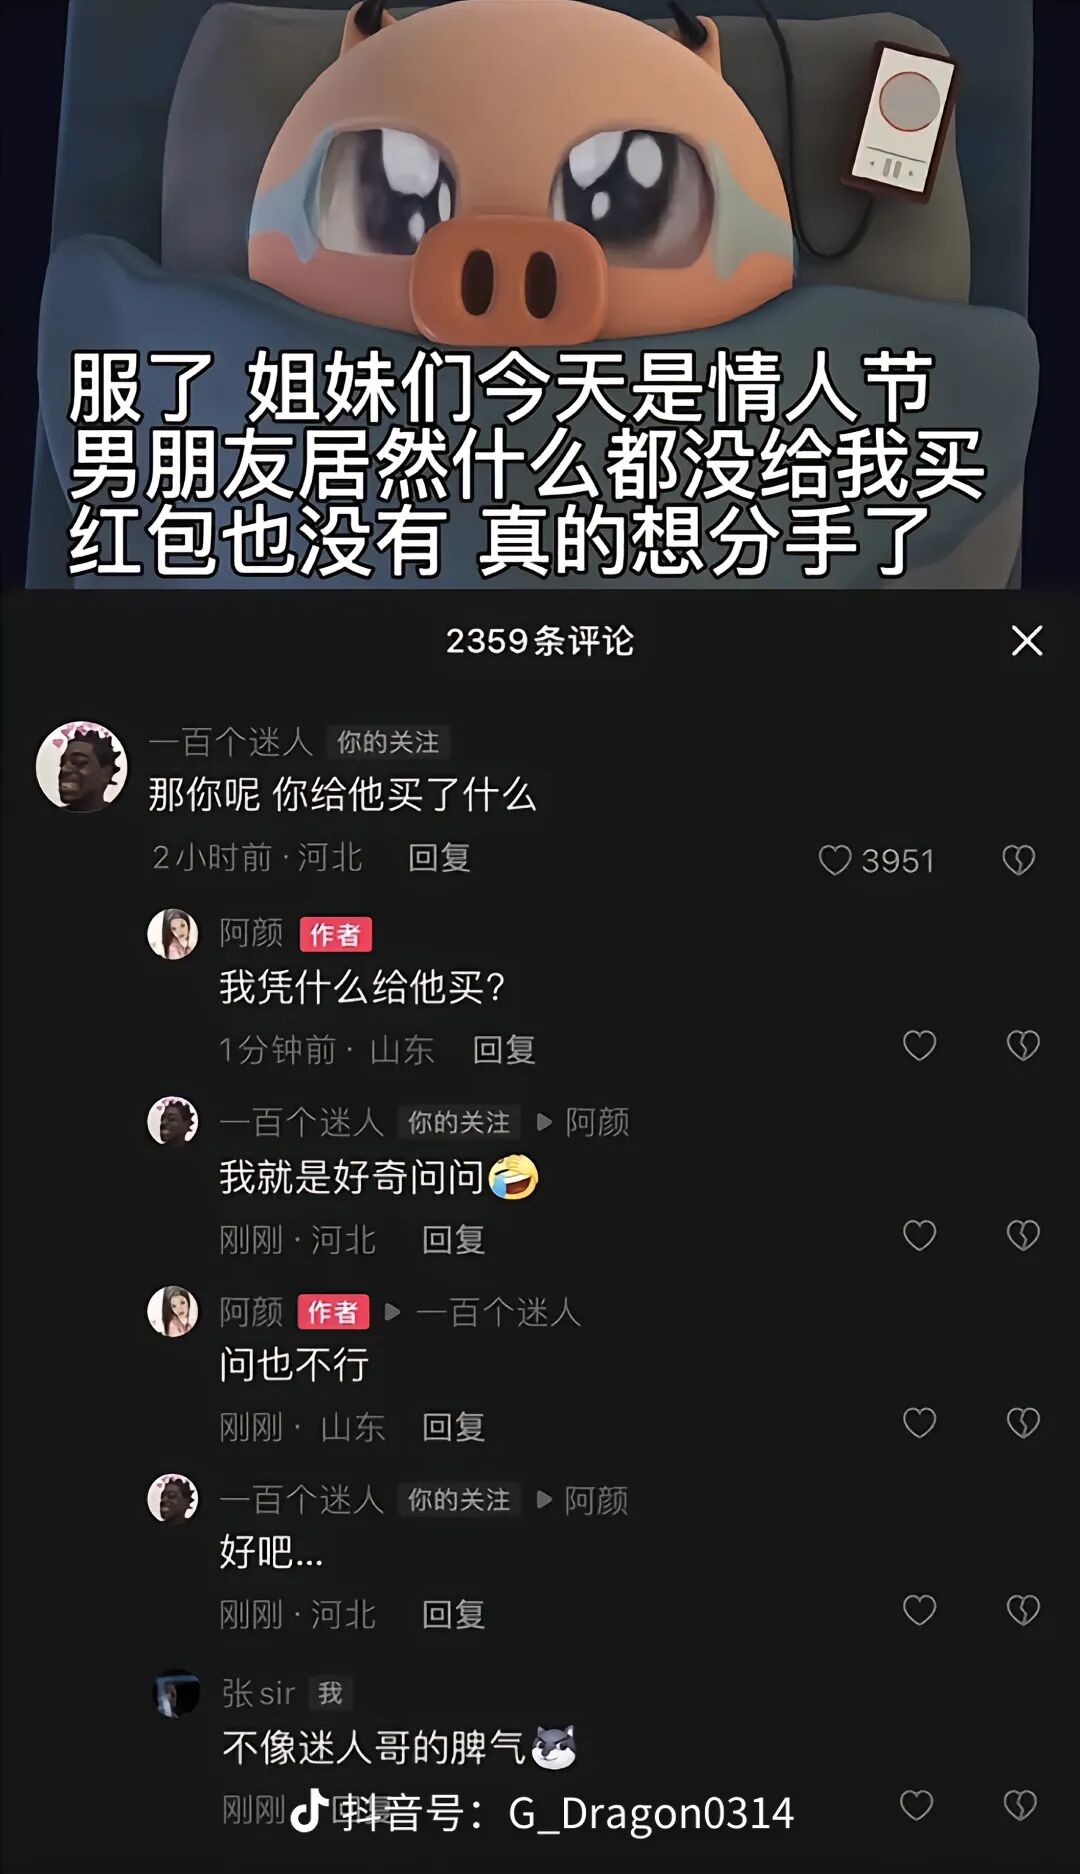 服了 姐妹们今天是情人节
男朋友居然什么都没给我买
红包也没有 真的想分手了
2359条评论
一百个迷人 你的关注
那你呢 你给他买了什么
2小时前·河北 回复 3951
阿颜 作者
我凭什么给他买?
1分钟前· 山东 回复
一百个迷人 你的关注 阿颜
我就是好奇问问
刚刚·河北 回复
阿颜 作者 一百个迷人
问也不行
刚刚· 山东 回复
一百个迷人 你的关注 阿颜
好吧...
刚刚·河北 回复
张sir 我
不像迷人哥的脾气
刚刚 回复
抖音号：G_Dragon0314